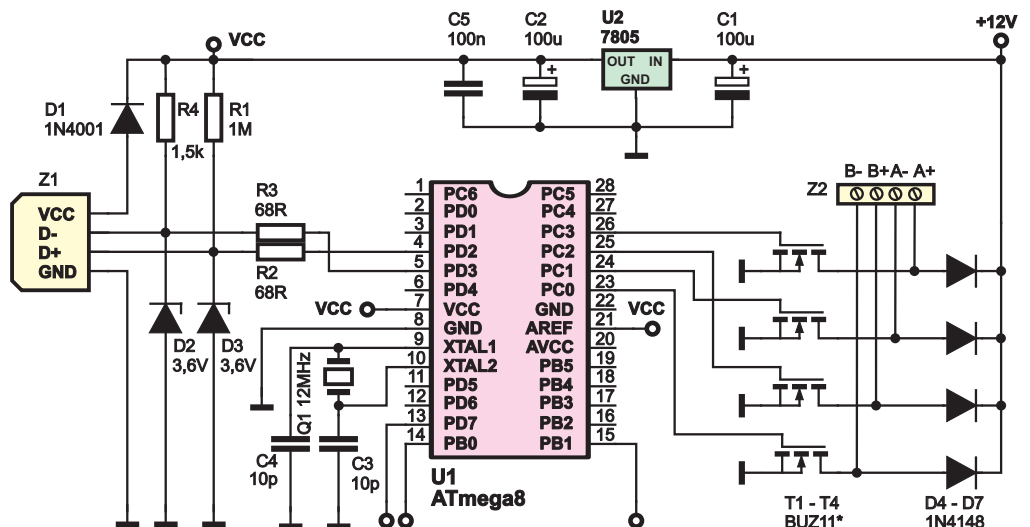 VCC
C5
100n
C2
100u
U2
7805
C1
100u
+12V
OUT IN
GND
D1
1N4001
R4
1,5k
R1
1M
Z1
VCC
D-
D+
GND
R3
68R
R2
68R
D2
3,6V
D3
3,6V
VCC
Q1 12MHz
C4
10p
C3
10p
1 PC6
2 PD0
3 PD1
4 PD2
5 PD3
6 PD4
7 VCC
8 GND
9 XTAL1
10 XTAL2
11 PD5
12 PD6
13 PD7
14 PB0
PC5 28
PC4 27
PC3 26
PC2 25
PC1 24
PC0 23
GND 22
AREF 21
AVCC 20
PB5 19
PB4 18
PB3 17
PB2 16
PB1 15
U1
ATmega8
VCC
B- B+ A- A+
Z2
T1 - T4
BUZ11*
D4 - D7
1N4148